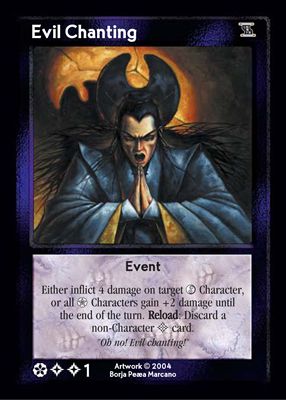 Evil Chanting
Event
Either inflict 4 damage on target Character,
or all Characters gain +2 damage until
the end of the turn. Reload: Discard a
non-Character card.
"Oh no! Evil chanting!"
1
Artwork © 2004
Borja Peæa Marcano